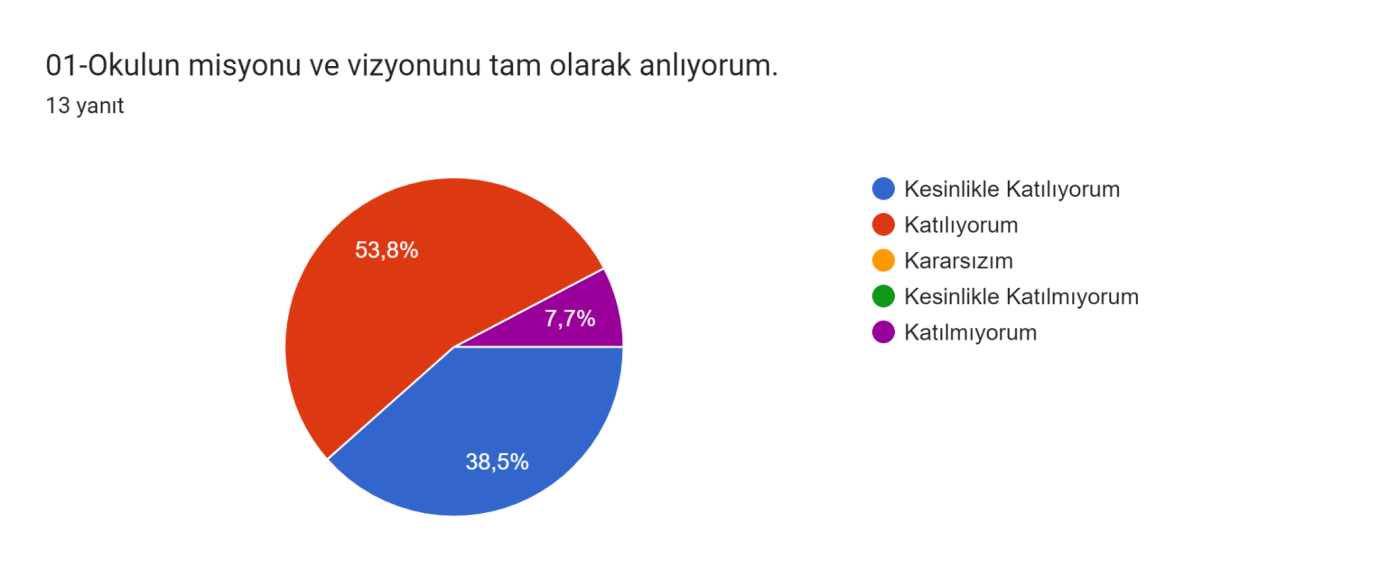 01-Okulun misyonu ve vizyonunu tam olarak anlıyorum.
13 yanıt
53,8%
7,7%
38,5%
Kesinlikle Katılıyorum
Katılıyorum
Kararsızım
Kesinlikle Katılmıyorum
Katılmıyorum